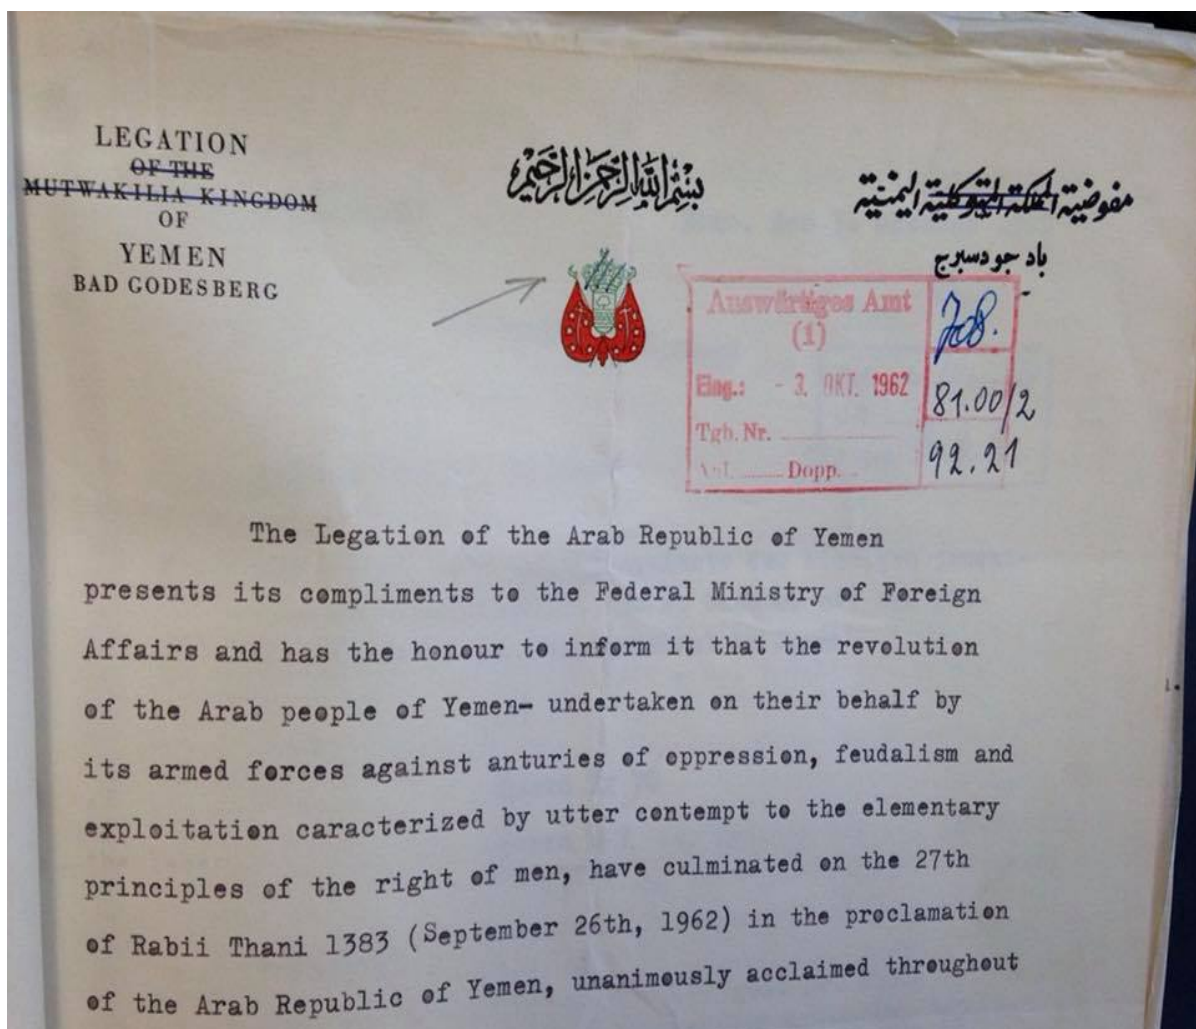 LEGATION
OF THE
MUTWAKILIA KINGDOM
OF
YEMEN
BAD GODESBERG
بسم الله الرحمن الرحيم
مفوضية المملكة المتوكلية اليمنية
باد جودسبرج
Auswärtiges Amt
(1)
Eing.: - 3. OKT. 1962
Tgb. Nr.
Dopp.
708.
81.00/2
92.21
The Legation of the Arab Republic of Yemen
presents its compliments to the Federal Ministry of Foreign
Affairs and has the honour to inform it that the revolution
of the Arab people of Yemen- undertaken on their behalf by
its armed forces against anturies of oppression, feudalism and
exploitation caracterized by utter contempt to the elementary
principles of the right of men, have culminated on the 27th
of Rabii Thani 1383 (September 26th, 1962) in the proclamation
of the Arab Republic of Yemen, unanimously acclaimed throughout